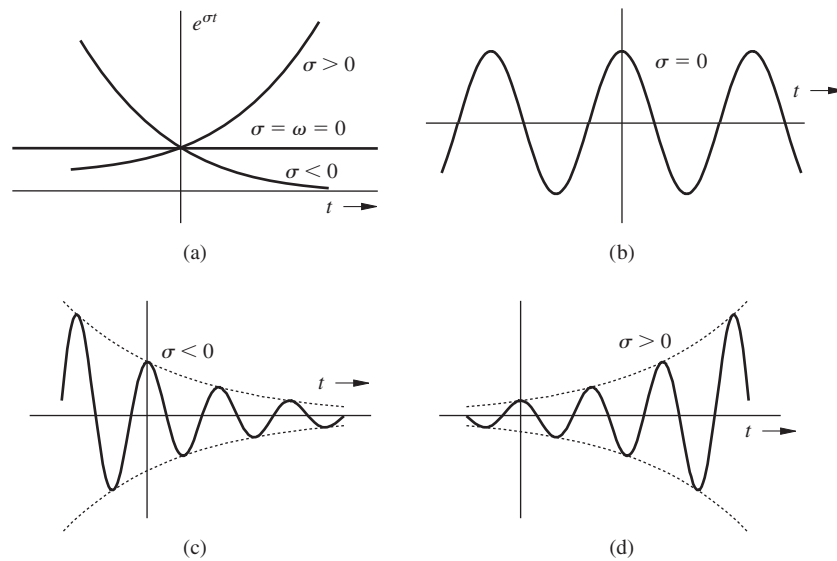 e^{σt}
σ > 0
σ = ω = 0
σ < 0
t
(a)
σ = 0
t
(b)
σ < 0
t
(c)
σ > 0
t
(d)